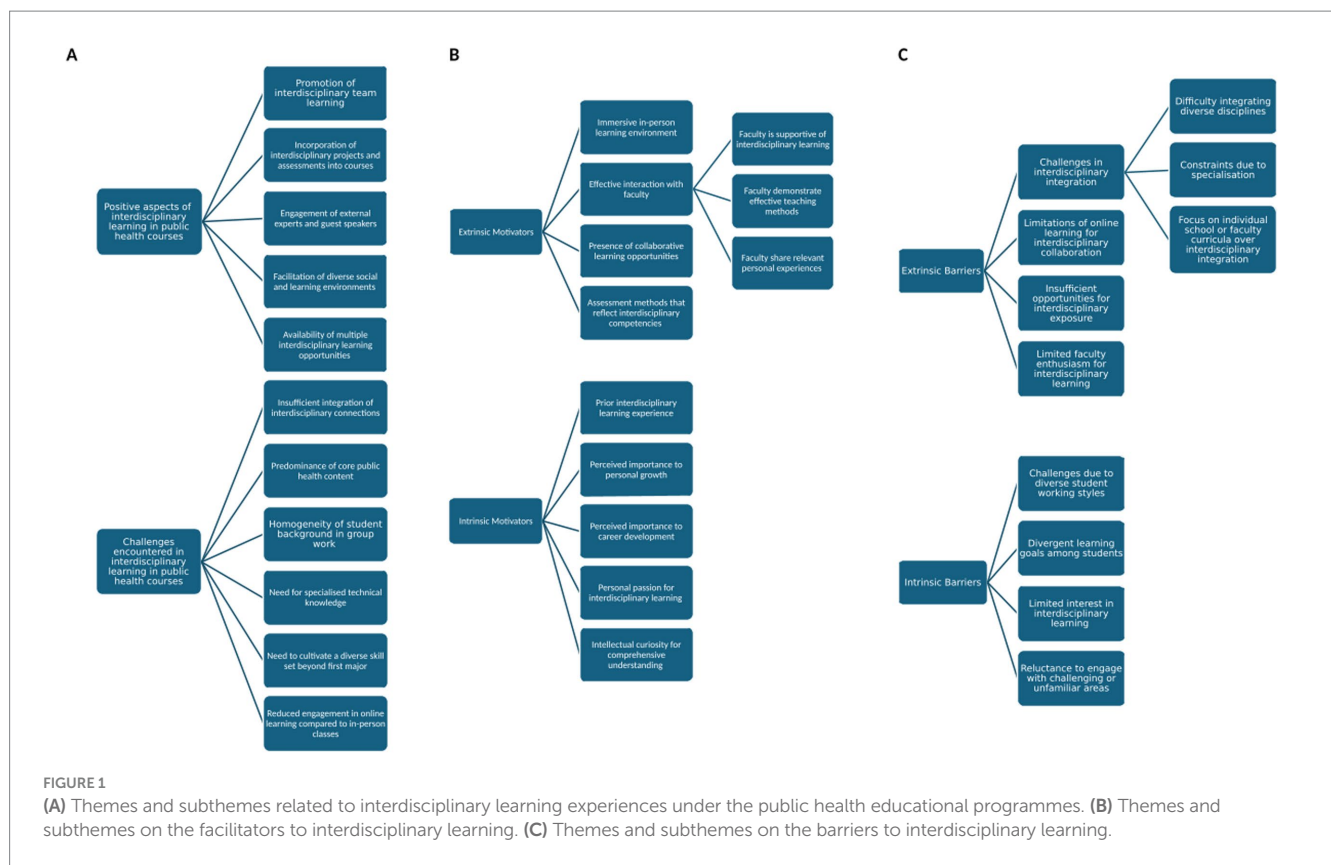 A
Positive aspects of
interdisciplinary
learning in public
health courses
Promotion of
interdisciplinary team
learning
Incorporation of
interdisciplinary projects
and assessments into
courses
Engagement of external
experts and guest speakers
Facilitation of diverse social
and learning environments
Availability of multiple
interdisciplinary learning
opportunities
Challenges
encountered in
interdisciplinary
learning in public
health courses
Insufficient integration of
interdisciplinary connections
Predominance of core public
health content
Homogeneity of student
background in group
work
Need for specialised technical
knowledge
Need to cultivate a diverse skill
set beyond first major
Reduced engagement in online
learning compared to in-person
classes
B
Extrinsic Motivators
Immersive in-person
learning environment
Effective interaction with
faculty
Presence of collaborative
learning opportunities
Assessment methods that
reflect interdisciplinary
competencies
Faculty is supportive of
interdisciplinary learning
Faculty demonstrate
effective teaching
methods
Faculty share relevant
personal experiences
Intrinsic Motivators
Prior interdisciplinary
learning experience
Perceived importance to
personal growth
Perceived importance to
career development
Personal passion for
interdisciplinary learning
Intellectual curiosity for
comprehensive
understanding
C
Extrinsic Barriers
Challenges in
interdisciplinary
integration
Limitations of online
learning for
interdisciplinary
collaboration
Insufficient
opportunities for
interdisciplinary
exposure
Limited faculty
enthusiasm for
interdisciplinary
learning
Difficulty integrating
diverse disciplines
Constraints due to
specialisation
Focus on individual
school or faculty
curricula over
interdisciplinary
integration
Intrinsic Barriers
Challenges due to
diverse student
working styles
Divergent learning
goals among students
Limited interest in
interdisciplinary
learning
Reluctance to engage
with challenging or
unfamiliar areas
FIGURE 1
(A) Themes and subthemes related to interdisciplinary learning experiences under the public health educational programmes. (B) Themes and
subthemes on the facilitators to interdisciplinary learning. (C) Themes and subthemes on the barriers to interdisciplinary learning.